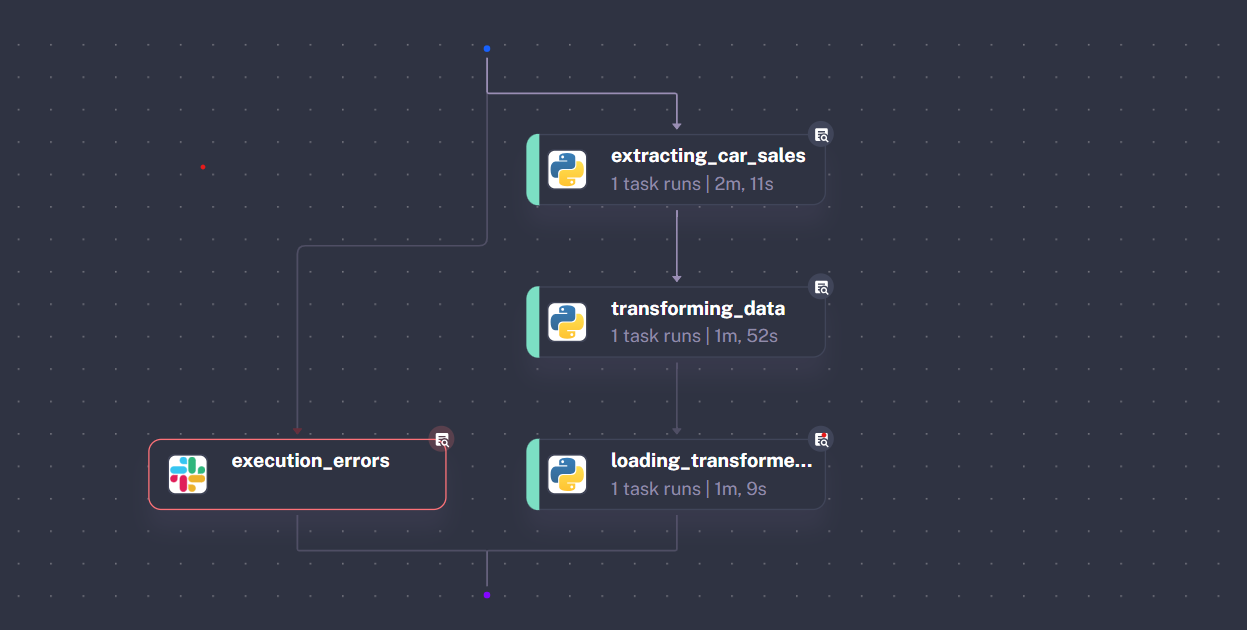 extracting_car_sales
1 task runs | 2m, 11s
transforming_data
1 task runs | 1m, 52s
execution_errors
loading_transforme...
1 task runs | 1m, 9s